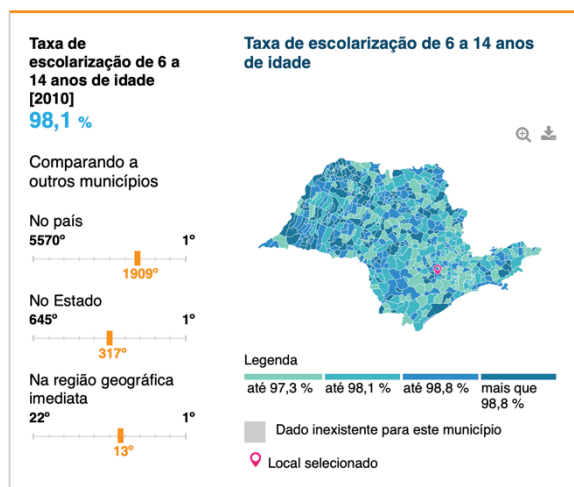 Taxa de
escolarização de 6 a
14 anos de idade
[2010]
98,1 %
Comparando a
outros municípios
No país
5570º 1º
1909º
No Estado
645º 1º
317º
Na região geográfica
imediata
22º 1º
13º
Taxa de escolarização de 6 a 14 anos
de idade
Legenda
até 97,3 % até 98,1 % até 98,8 % mais que
98,8 %
Dado inexistente para este município
Local selecionado